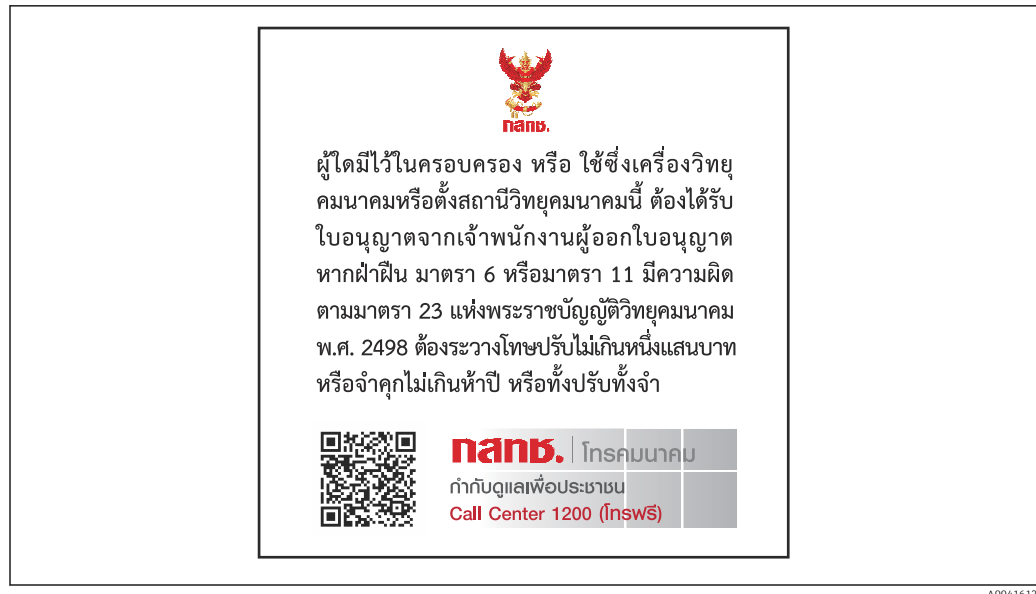 กสทช.
ผู้ใดมีไว้ในครอบครอง หรือ ใช้ซึ่งเครื่องวิทยุ
คมนาคมหรือตั้งสถานีวิทยุคมนาคมนี้ ต้องได้รับ
ใบอนุญาตจากเจ้าพนักงานผู้ออกใบอนุญาต
หากฝ่าฝืน มาตรา 6 หรือมาตรา 11 มีความผิด
ตามมาตรา 23 แห่งพระราชบัญญัติวิทยุคมนาคม
พ.ศ. 2498 ต้องระวางโทษปรับไม่เกินหนึ่งแสนบาท
หรือจำคุกไม่เกินห้าปี หรือทั้งปรับทั้งจำ
กสทช. โทรคมนาคม
กำกับดูแลเพื่อประชาชน
Call Center 1200 (โทรฟรี)